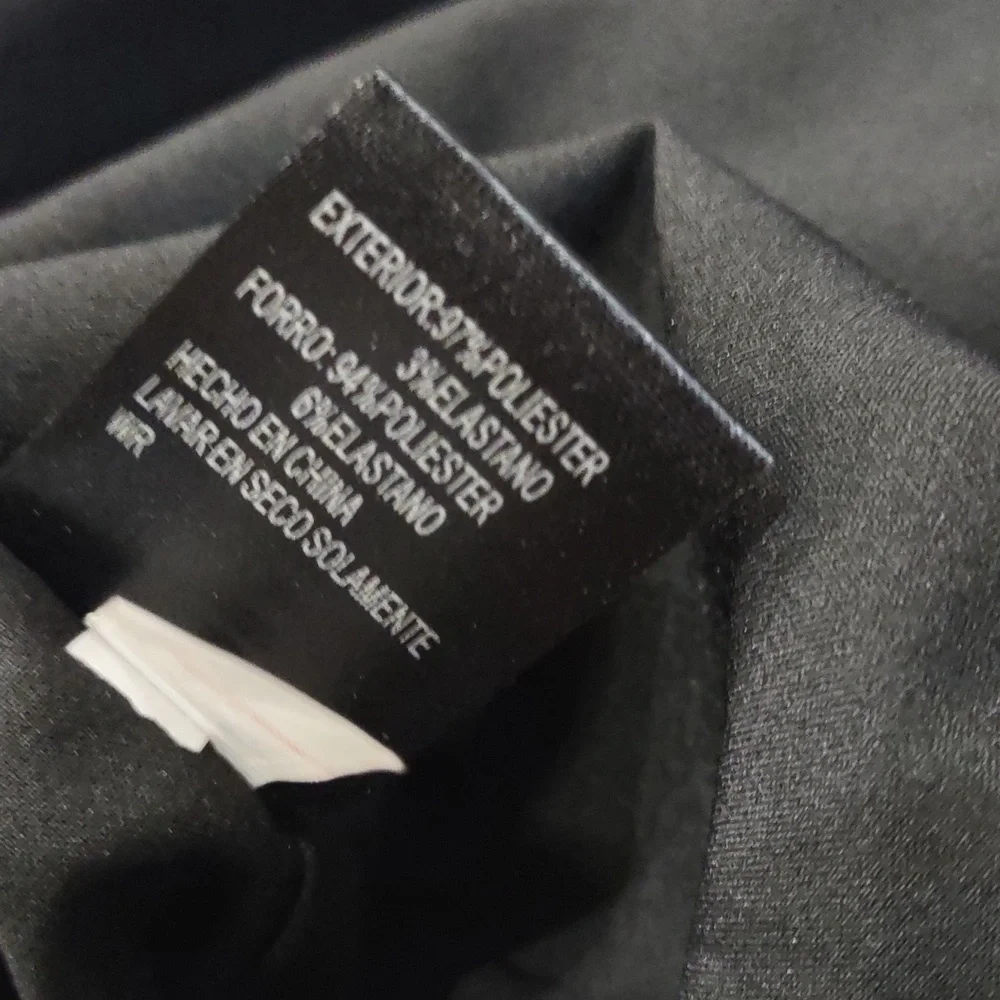 EXTERIOR:97%POLIESTER
3%ELASTANO
FORRO: 94%POLIESTER
6%ELASTANO
HECHO EN CHINA
LAVAR EN SECO SOLAMENTE
WR